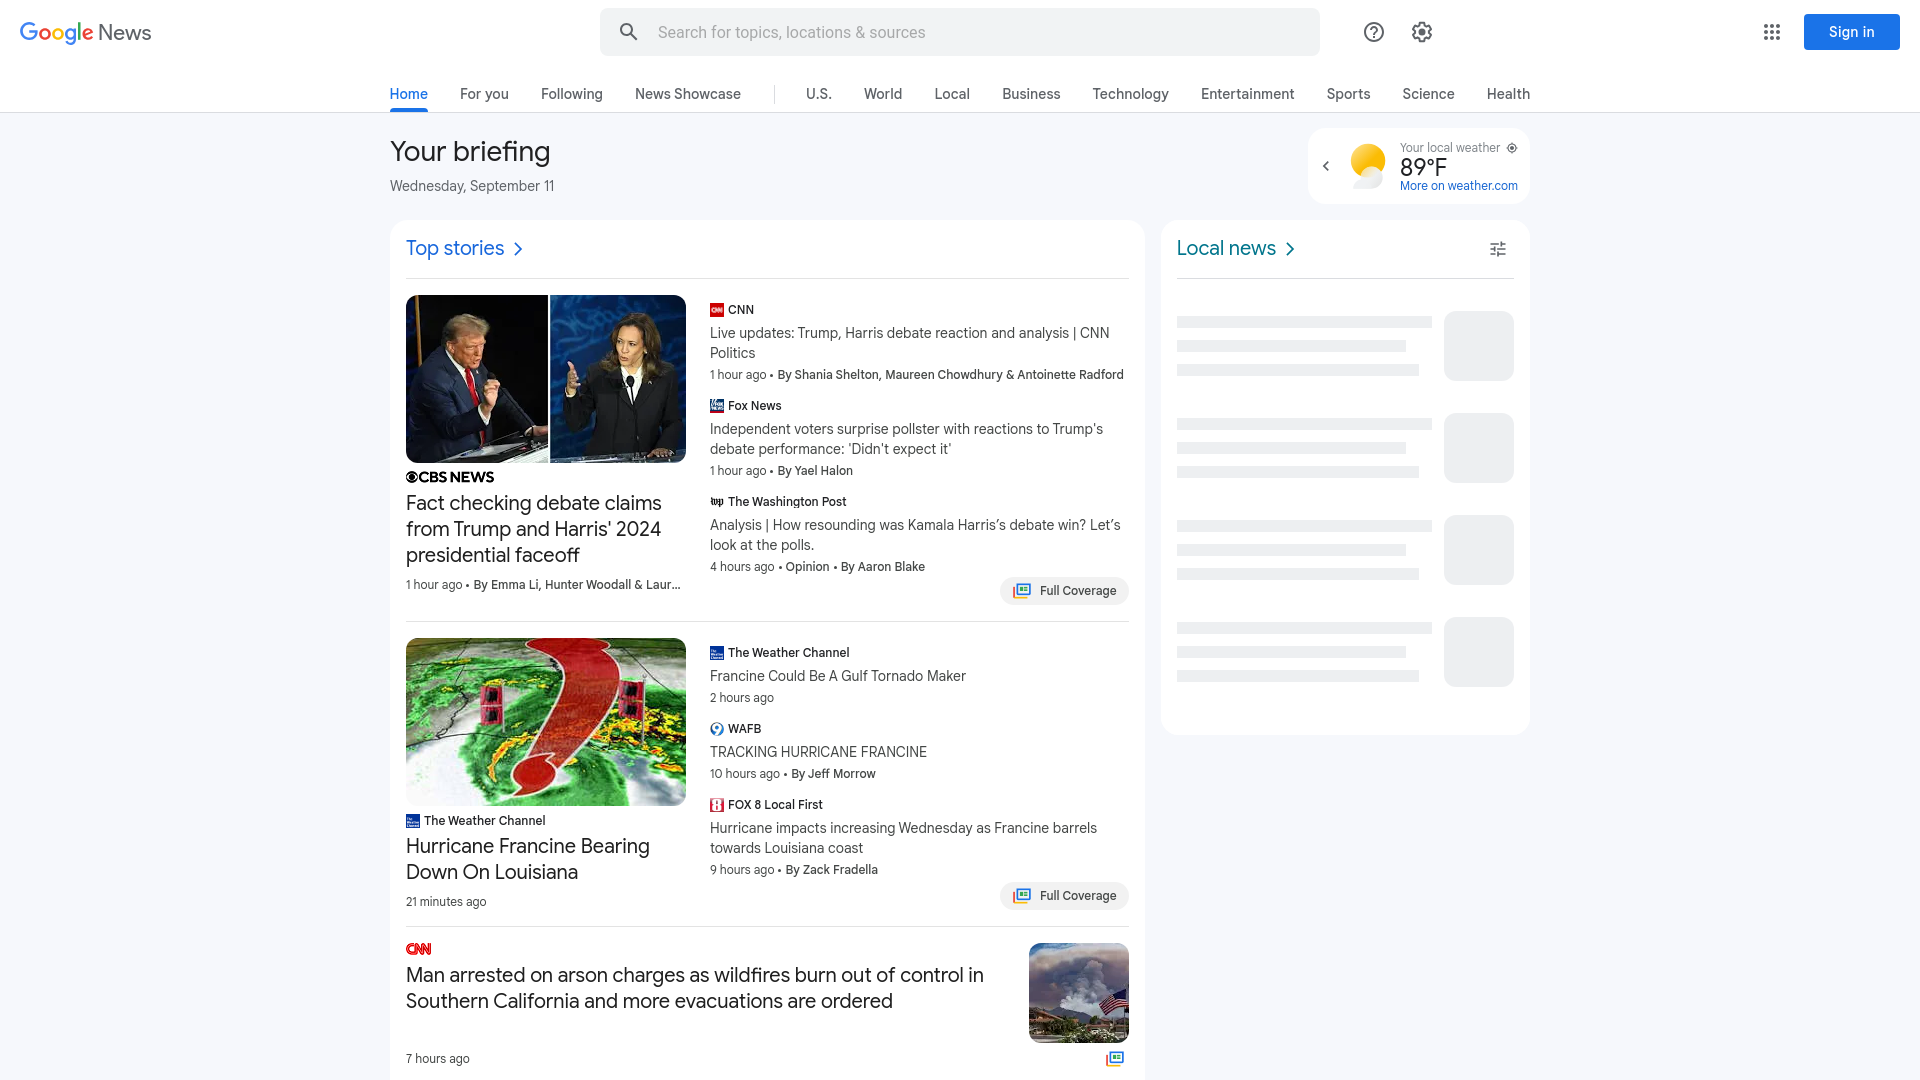 Google News
Search for topics, locations & sources
Sign in
Home
For you
Following
News Showcase
U.S.
World
Local
Business
Technology
Entertainment
Sports
Science
Health
Your briefing
Wednesday, September 11
Your local weather
89°F
More on weather.com
Top stories
CBS NEWS
Fact checking debate claims
from Trump and Harris' 2024
presidential faceoff
1 hour ago • By Emma Li, Hunter Woodall & Laur…
CNN
Live updates: Trump, Harris debate reaction and analysis | CNN
Politics
1 hour ago • By Shania Shelton, Maureen Chowdhury & Antoinette Radford
Fox News
Independent voters surprise pollster with reactions to Trump's
debate performance: 'Didn't expect it'
1 hour ago • By Yael Halon
The Washington Post
Analysis | How resounding was Kamala Harris’s debate win? Let’s
look at the polls.
4 hours ago • Opinion • By Aaron Blake
Full Coverage
The Weather Channel
Hurricane Francine Bearing
Down On Louisiana
21 minutes ago
The Weather Channel
Francine Could Be A Gulf Tornado Maker
2 hours ago
WAFB
TRACKING HURRICANE FRANCINE
10 hours ago • By Jeff Morrow
FOX 8 Local First
Hurricane impacts increasing Wednesday as Francine barrels
towards Louisiana coast
9 hours ago • By Zack Fradella
Full Coverage
CNN
Man arrested on arson charges as wildfires burn out of control in
Southern California and more evacuations are ordered
7 hours ago
Local news